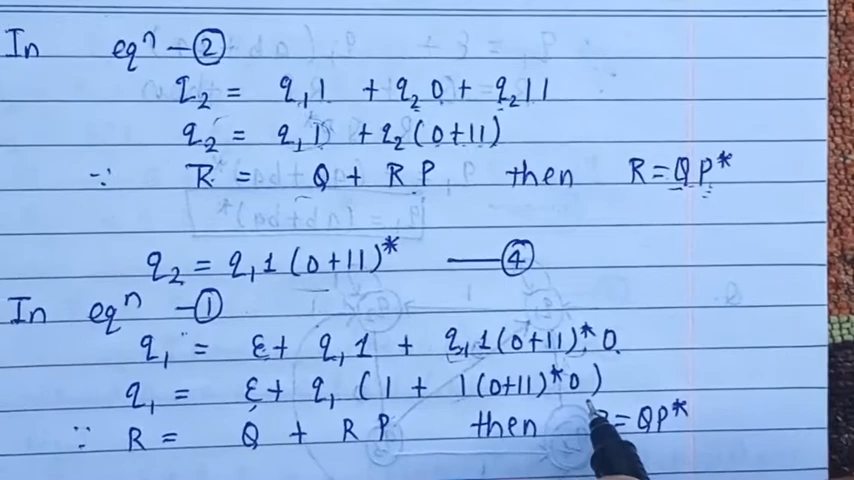 In eqⁿ — ②
q₂ = q₁1 + q₂0 + q₂11
q₂ = q₁1 + q₂(0+11)
∵ R = Q + RP then R=QP*
q₂ = q₁1(0+11)* — ④
In eqⁿ — ①
q₁ = ε + q₁1 + q₁1(0+11)*0
q₁ = ε + q₁(1 + 1(0+11)*0)
∵ R = Q + RP then =QP*